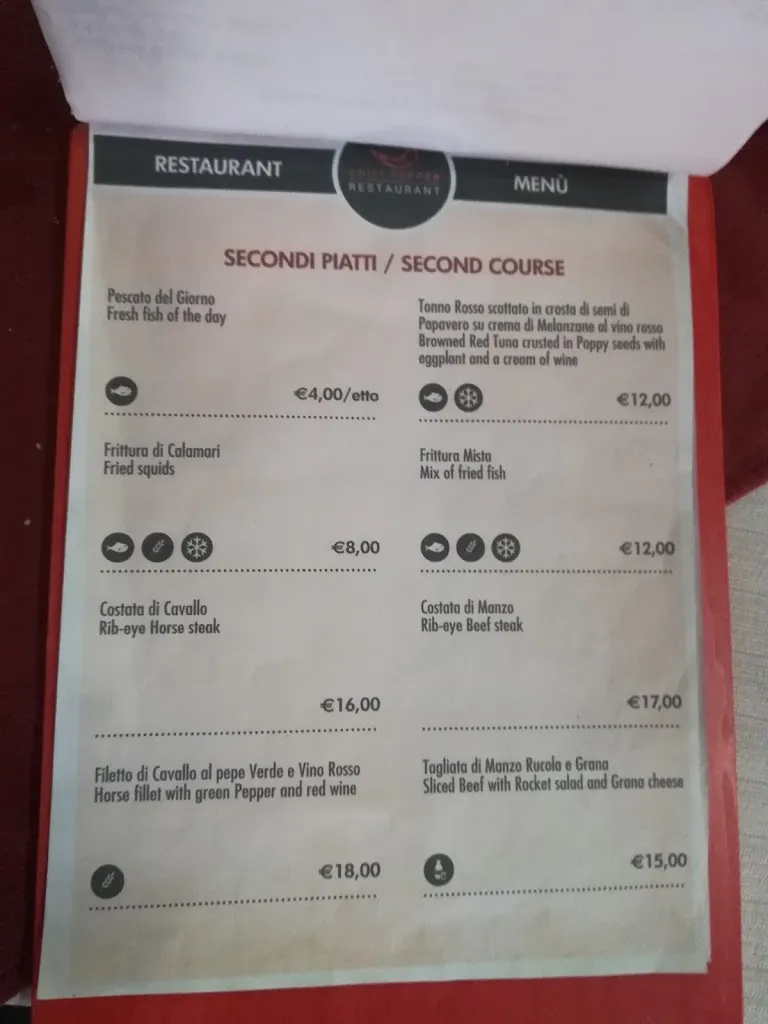 RESTAURANT
CHILI PEPPER
RESTAURANT
MENÙ
SECONDI PIATTI / SECOND COURSE
Pescato del Giorno
Fresh fish of the day
€4,00/etto
Tonno Rosso scottato in crosta di semi di
Papavero su crema di Melanzane al vino rosso
Browned Red Tuna crusted in Poppy seeds with
eggplant and a cream of wine
€12,00
Frittura di Calamari
Fried squids
€8,00
Frittura Mista
Mix of fried fish
€12,00
Costata di Cavallo
Rib-eye Horse steak
€16,00
Costata di Manzo
Rib-eye Beef steak
€17,00
Filetto di Cavallo al pepe Verde e Vino Rosso
Horse fillet with green Pepper and red wine
€18,00
Tagliata di Manzo Rucola e Grana
Sliced Beef with Rocket salad and Grana cheese
€15,00